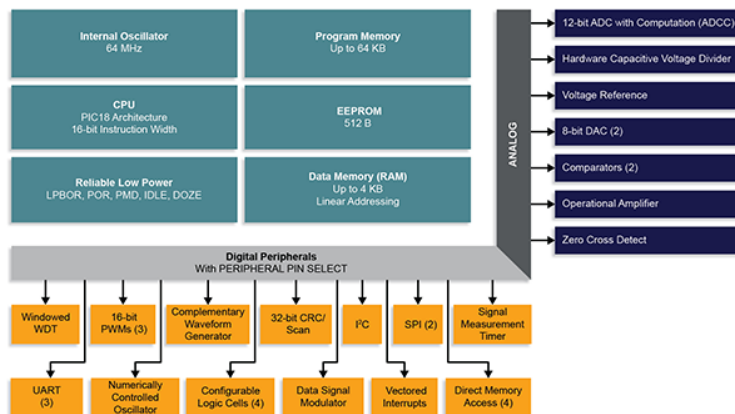 Internal Oscillator
64 MHz
Program Memory
Up to 64 KB
CPU
PIC18 Architecture
16-bit Instruction Width
EEPROM
512 B
Reliable Low Power
LPBOR, POR, PMD, IDLE, DOZE
Data Memory (RAM)
Up to 4 KB
Linear Addressing
ANALOG
12-bit ADC with Computation (ADCC)
Hardware Capacitive Voltage Divider
Voltage Reference
8-bit DAC (2)
Comparators (2)
Operational Amplifier
Zero Cross Detect
Digital Peripherals
With PERIPHERAL PIN SELECT
Windowed
WDT
16-bit
PWMs (3)
Complementary
Waveform
Generator
32-bit CRC/
Scan
I²C
SPI (2)
Signal
Measurement
Timer
UART
(3)
Numerically
Controlled
Oscillator
Configurable
Logic Cells (4)
Data Signal
Modulator
Vectored
Interrupts
Direct Memory
Access (4)